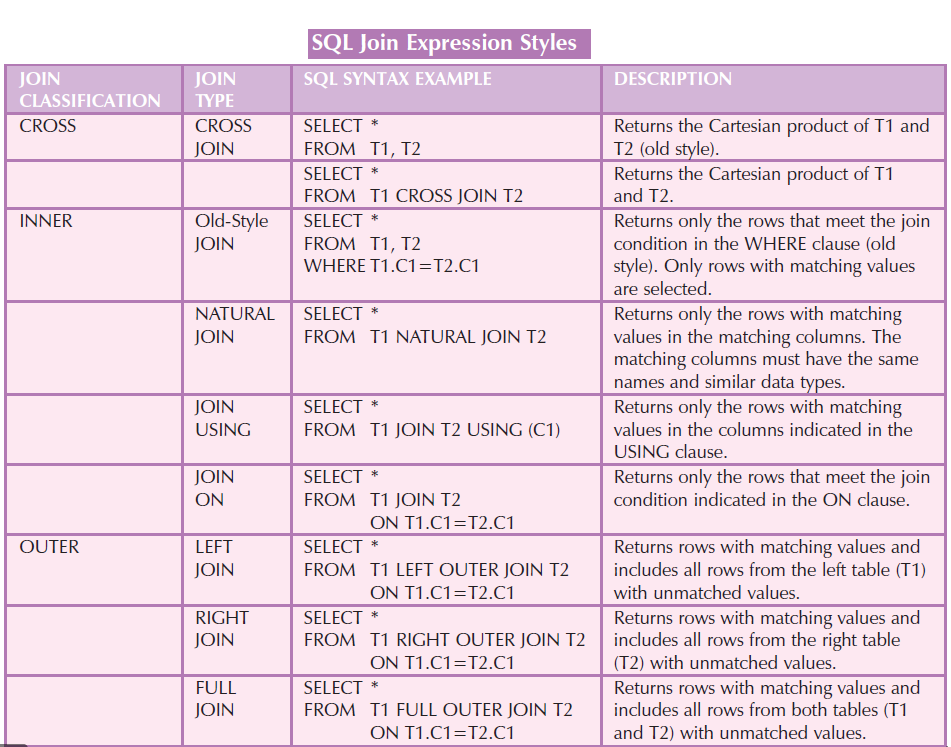 SQL Join Expression Styles
JOIN CLASSIFICATION JOIN TYPE SQL SYNTAX EXAMPLE DESCRIPTION
CROSS CROSS SELECT * Returns the Cartesian product of T1 and
JOIN FROM T1, T2 T2 (old style).
SELECT * Returns the Cartesian product of T1
FROM T1 CROSS JOIN T2 and T2.
INNER Old-Style SELECT * Returns only the rows that meet the join
JOIN FROM T1, T2 condition in the WHERE clause (old
WHERE T1.C1=T2.C1 style). Only rows with matching values
are selected.
NATURAL SELECT * Returns only the rows with matching
JOIN FROM T1 NATURAL JOIN T2 values in the matching columns. The
matching columns must have the same
names and similar data types.
JOIN SELECT * Returns only the rows with matching
USING FROM T1 JOIN T2 USING (C1) values in the columns indicated in the
USING clause.
JOIN SELECT * Returns only the rows that meet the join
ON FROM T1 JOIN T2 condition indicated in the ON clause.
ON T1.C1=T2.C1
OUTER LEFT SELECT * Returns rows with matching values and
JOIN FROM T1 LEFT OUTER JOIN T2 includes all rows from the left table (T1)
ON T1.C1=T2.C1 with unmatched values.
RIGHT SELECT * Returns rows with matching values and
JOIN FROM T1 RIGHT OUTER JOIN T2 includes all rows from the right table
ON T1.C1=T2.C1 (T2) with unmatched values.
FULL SELECT * Returns rows with matching values and
JOIN FROM T1 FULL OUTER JOIN T2 includes all rows from both tables (T1
ON T1.C1=T2.C1 and T2) with unmatched values.